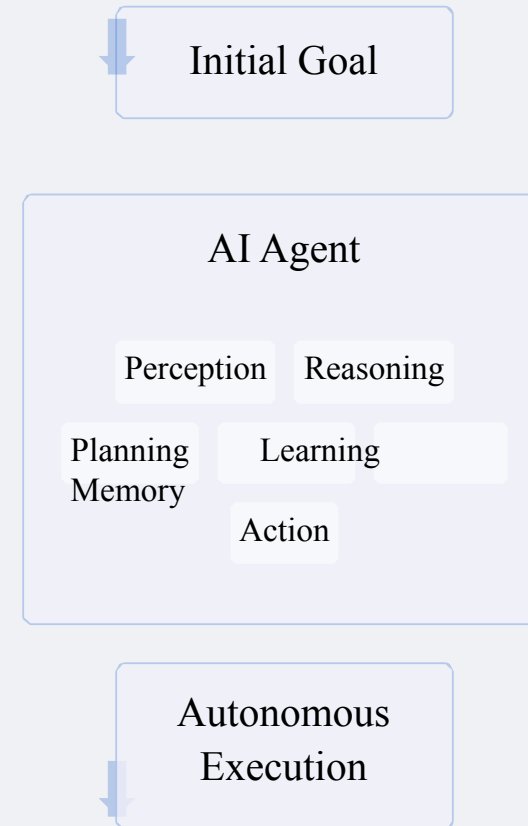 Initial Goal
AI Agent
Perception Reasoning
Planning Learning
Memory
Action
Autonomous
Execution